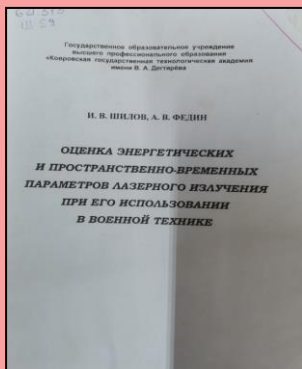 Государственное образовательное учреждение
высшего профессионального образования
«Ковровская государственная технологическая академия
имени В. А. Дегтярёва
И. В. ШИЛОВ, А. В. ФЕДИН
ОЦЕНКА ЭНЕРГЕТИЧЕСКИХ
И ПРОСТРАНСТВЕННО-ВРЕМЕННЫХ
ПАРАМЕТРОВ ЛАЗЕРНОГО ИЗЛУЧЕНИЯ
ПРИ ЕГО ИСПОЛЬЗОВАНИИ
В ВОЕННОЙ ТЕХНИКЕ